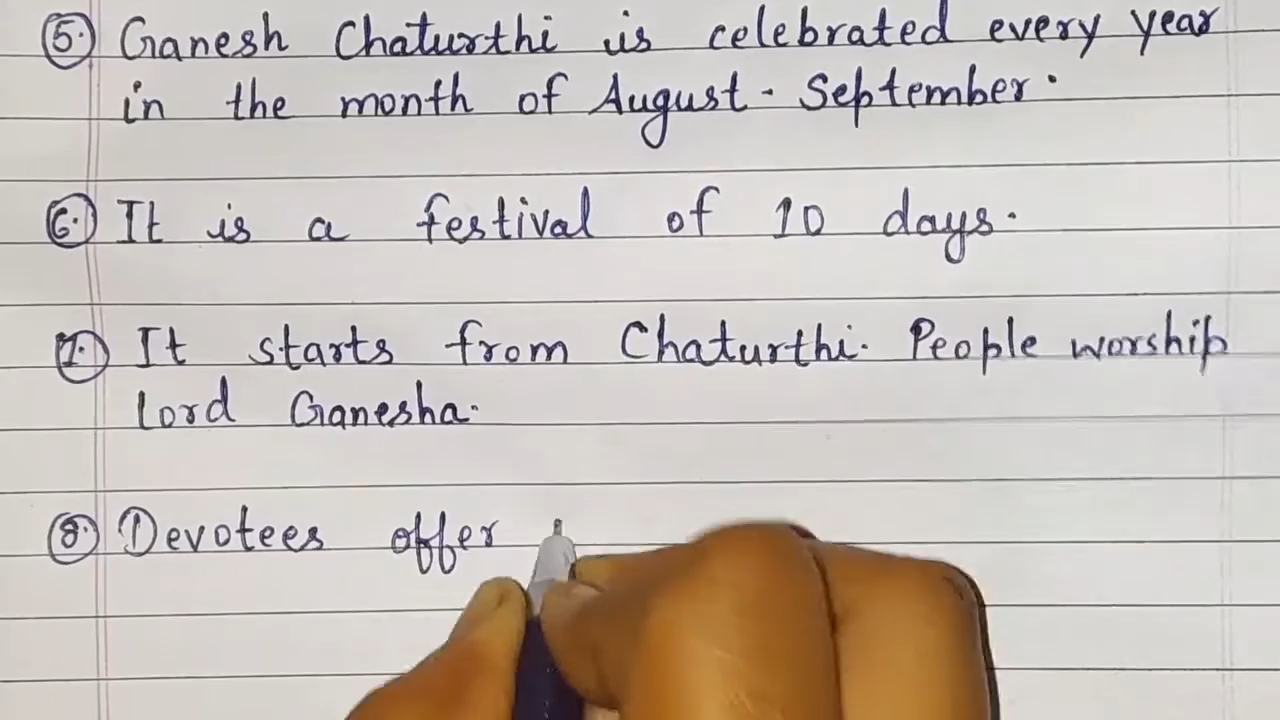 5. Ganesh Chaturthi is celebrated every year
in the month of August - September.
6. It is a festival of 10 days.
7. It starts from Chaturthi. People worship
lord Ganesha.
8. Devotees offer